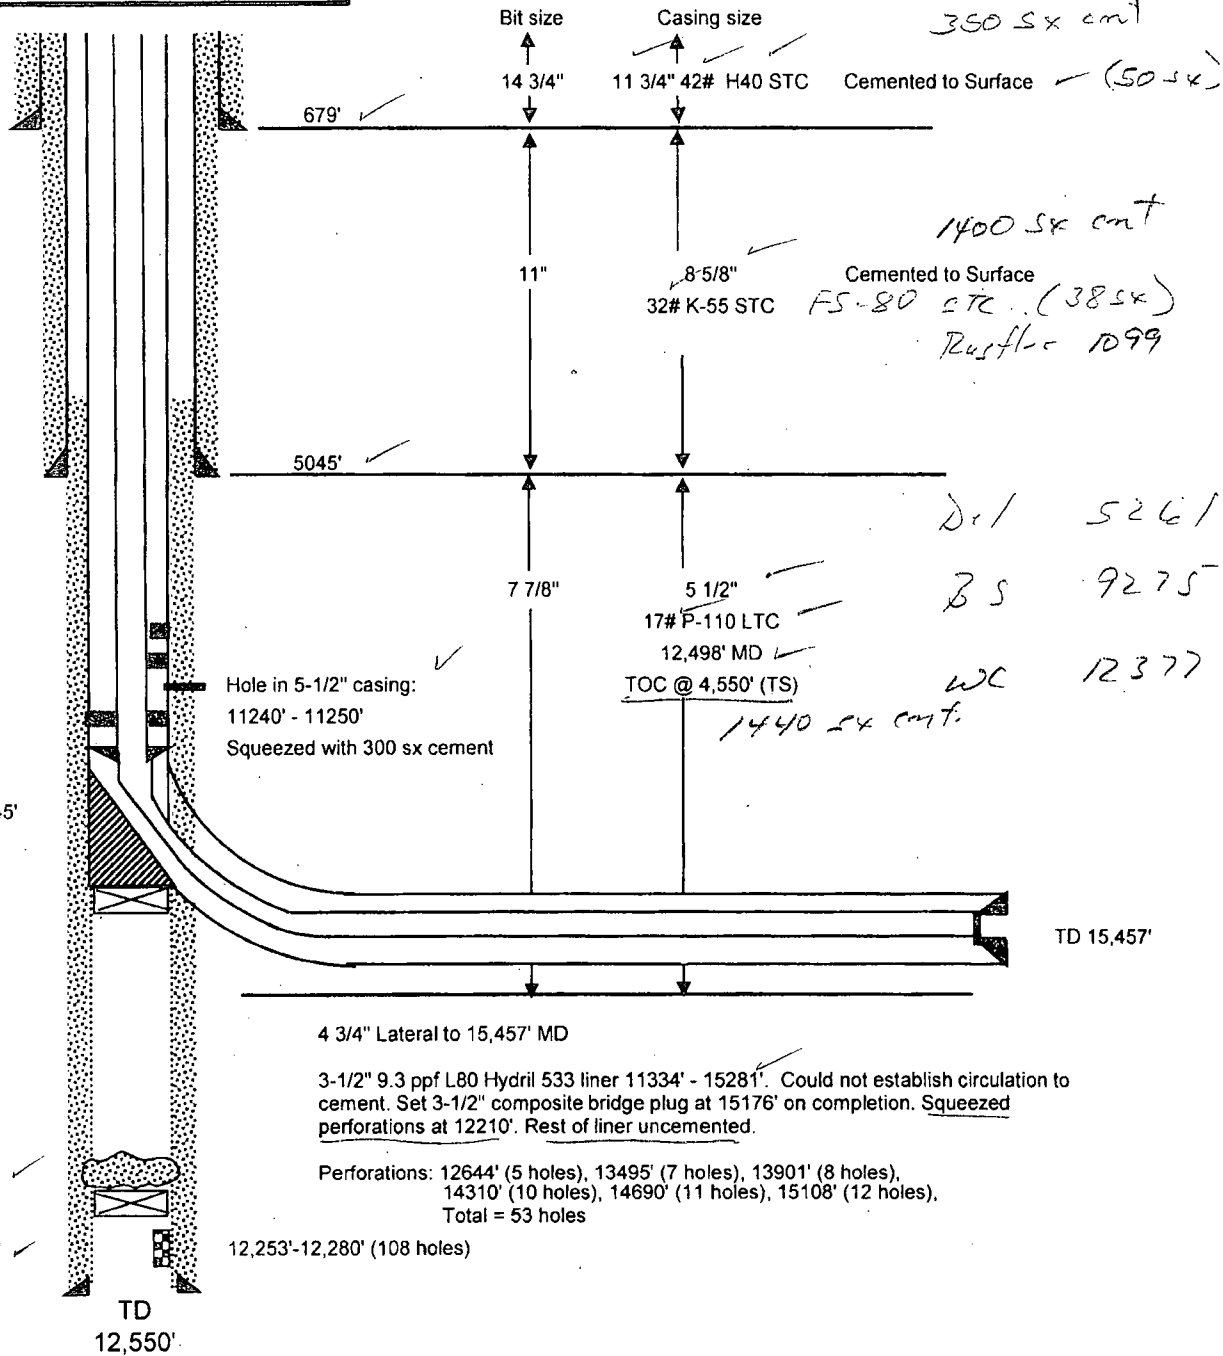 Bit size Casing size 350 sx cmt
14 3/4" 11 3/4" 42# H40 STC Cemented to Surface (50 sx)
679'
1400 sx cmt
11" 8 5/8" Cemented to Surface
32# K-55 STC (38 sx)
1099
5045'
Del 5261
7 7/8" 5 1/2" BS 9275
17# P-110 LTC
12,498' MD WC 12377
TOC @ 4,550' (TS)
1440 sx cmt.
Hole in 5-1/2" casing:
11240' - 11250'
Squeezed with 300 sx cement
5'
TD 15,457'
4 3/4" Lateral to 15,457' MD
3-1/2" 9.3 ppf L80 Hydril 533 liner 11334' - 15281'. Could not establish circulation to
cement. Set 3-1/2" composite bridge plug at 15176' on completion. Squeezed
perforations at 12210'. Rest of liner uncemented.
Perforations: 12644' (5 holes), 13495' (7 holes), 13901' (8 holes),
14310' (10 holes), 14690' (11 holes), 15108' (12 holes),
Total = 53 holes
12,253'-12,280' (108 holes)
TD
12,550'